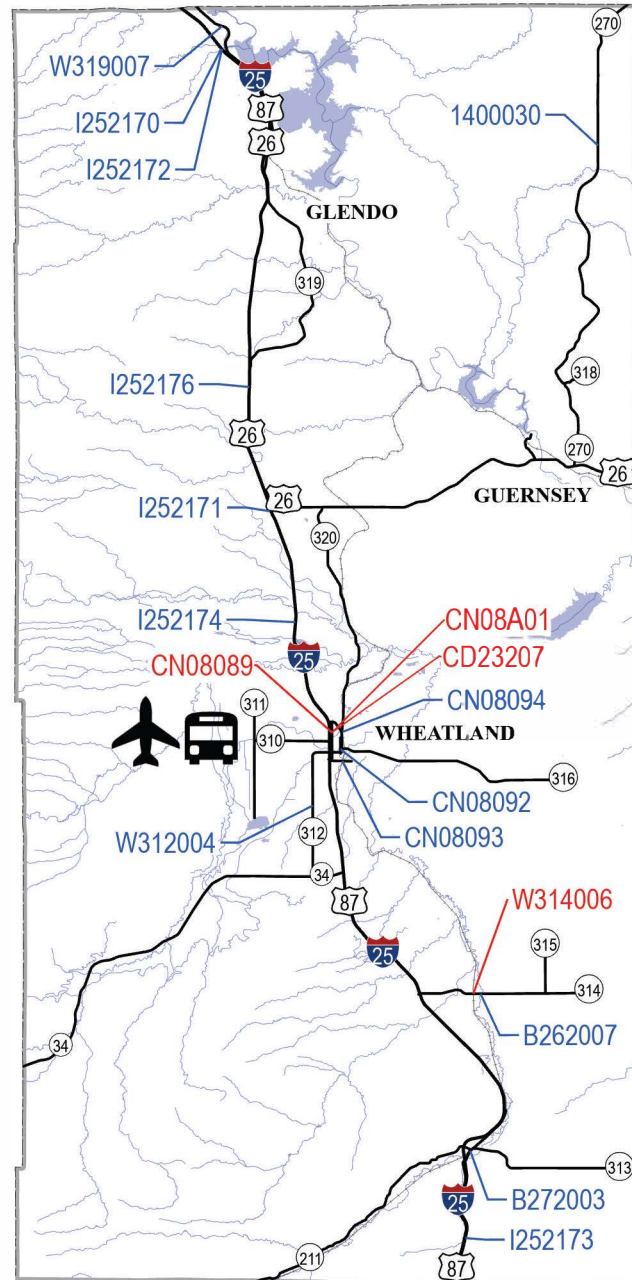 270
W319007
25
I252170
87
1400030
26
I252172
GLENDO
319
318
I252176
26
270
26
GUERNSEY
I252171
26
320
I252174
CN08A01
25
CD23207
CN08089
CN08094
311
WHEATLAND
310
316
CN08092
W312004
312
CN08093
34
W314006
87
315
25
314
B262007
34
313
B272003
25
I252173
211
87